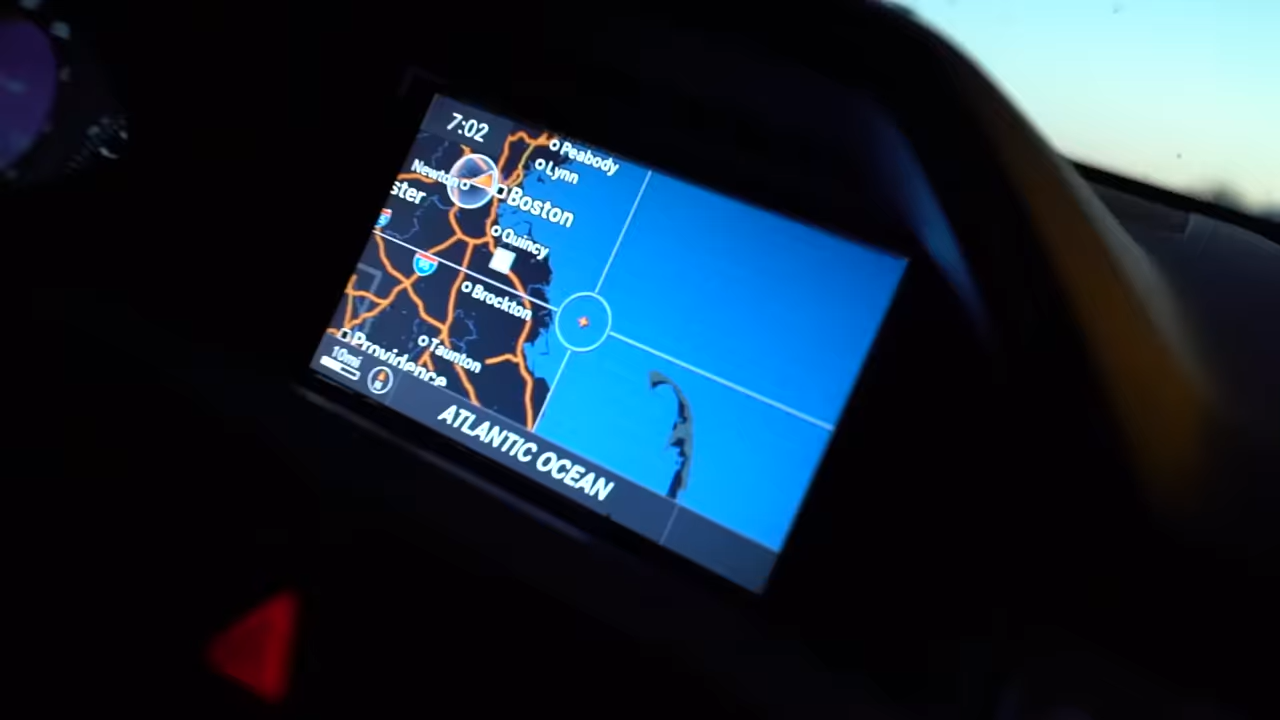 7:02
Peabody
Lynn
Newton
ster
Boston
Quincy
Brockton
Taunton
Providence
10mi
ATLANTIC OCEAN